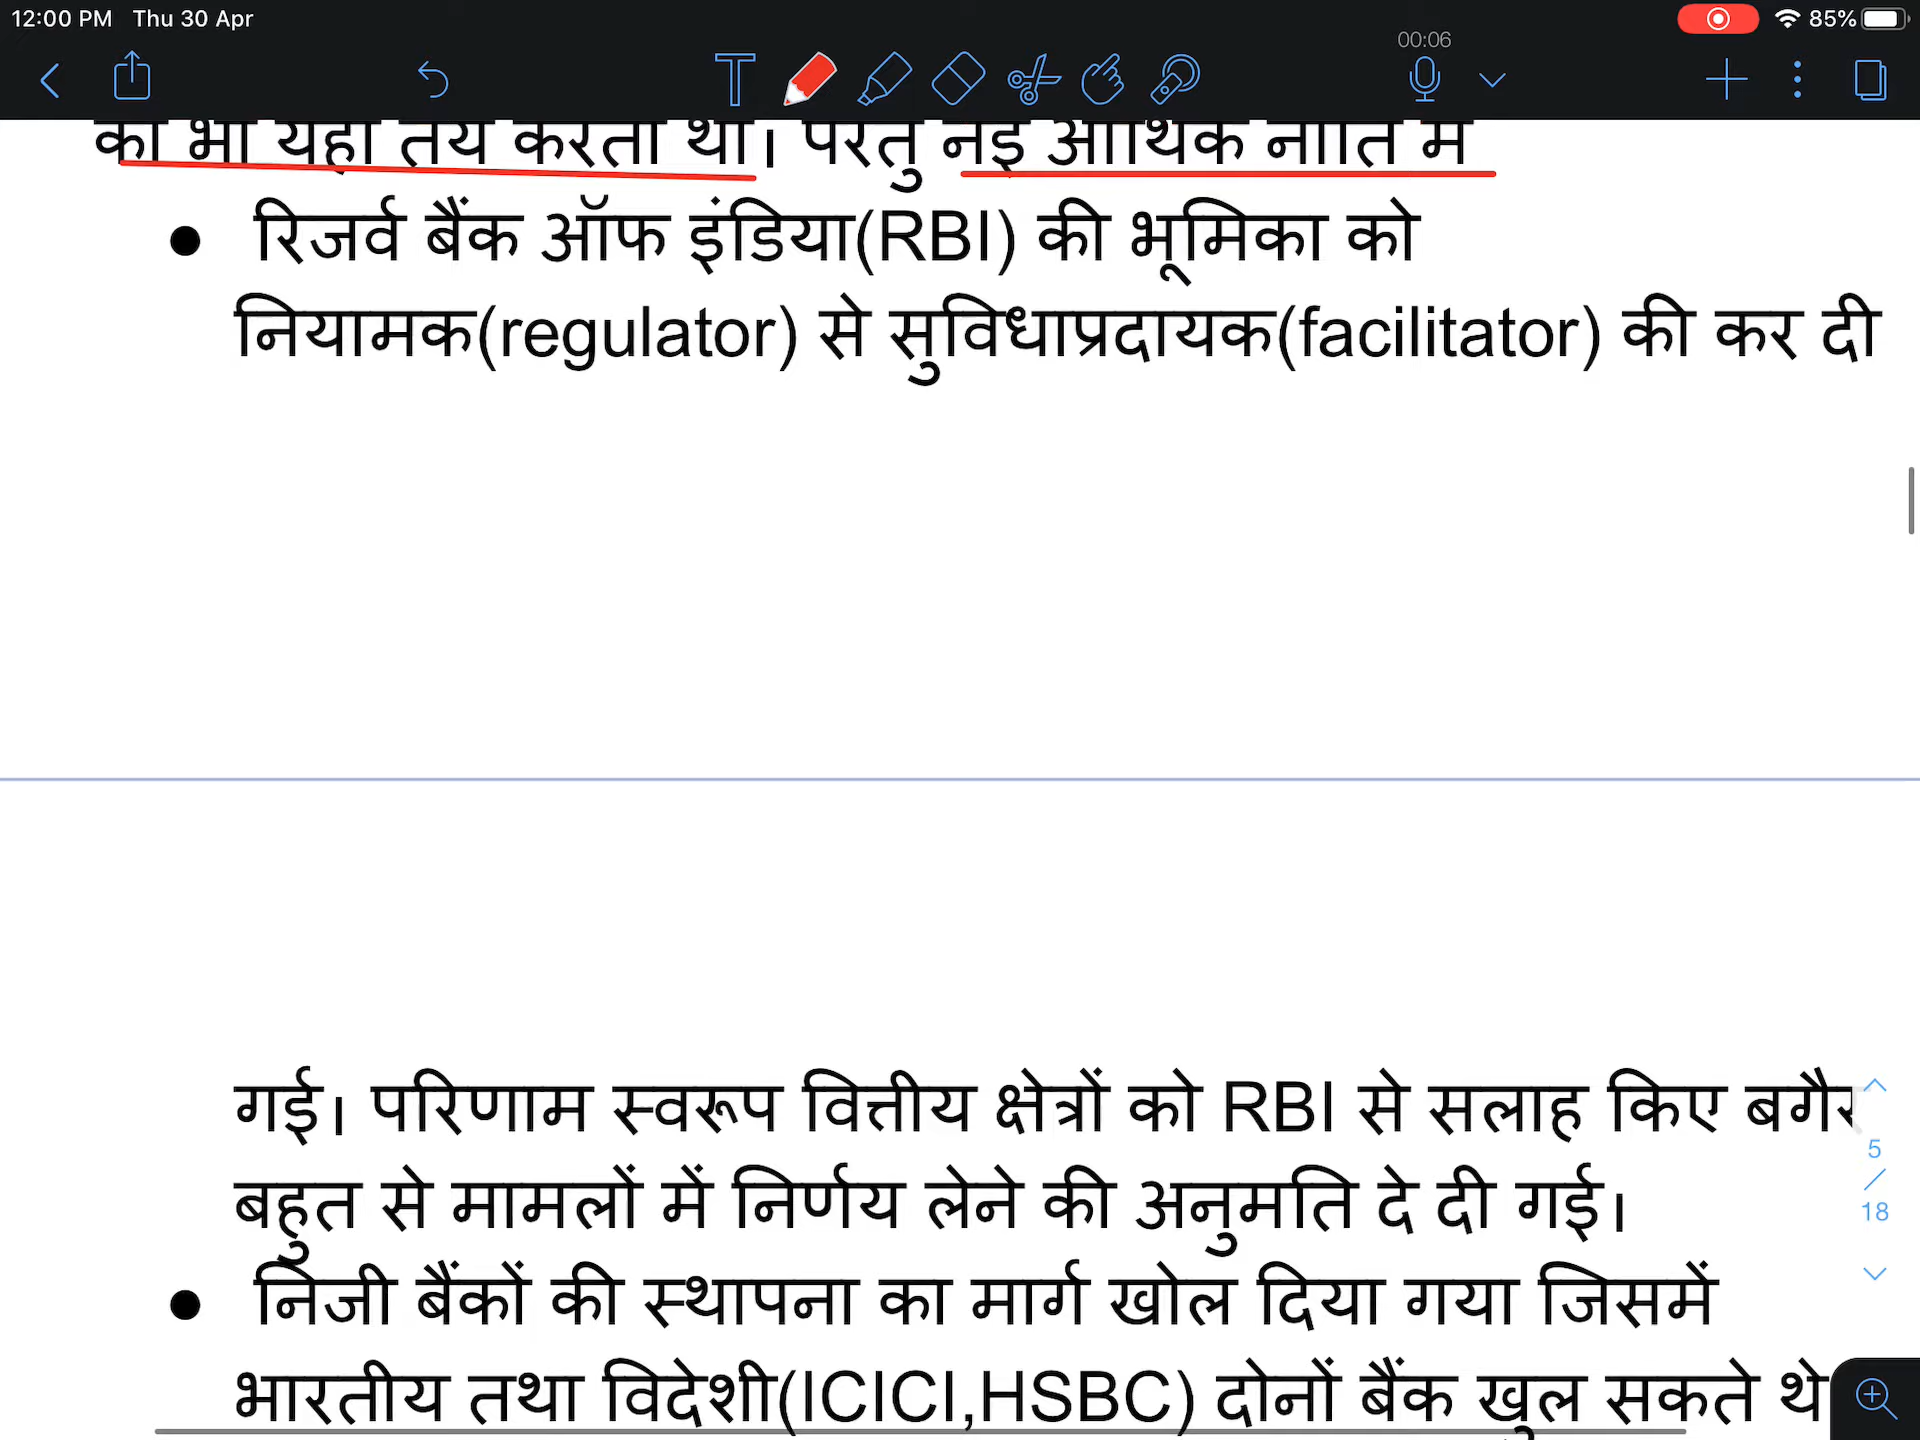 12:00 PM Thu 30 Apr
85%
00:06
को भी यही तय करता था। परंतु नई आर्थिक नीति में
● रिजर्व बैंक ऑफ इंडिया(RBI) की भूमिका को
नियामक(regulator) से सुविधाप्रदायक(facilitator) की कर दी
गई। परिणाम स्वरूप वित्तीय क्षेत्रों को RBI से सलाह किए बगैर
बहुत से मामलों में निर्णय लेने की अनुमति दे दी गई।
● निजी बैंकों की स्थापना का मार्ग खोल दिया गया जिसमें
भारतीय तथा विदेशी(ICICI,HSBC) दोनों बैंक खुल सकते थे
5
/
18